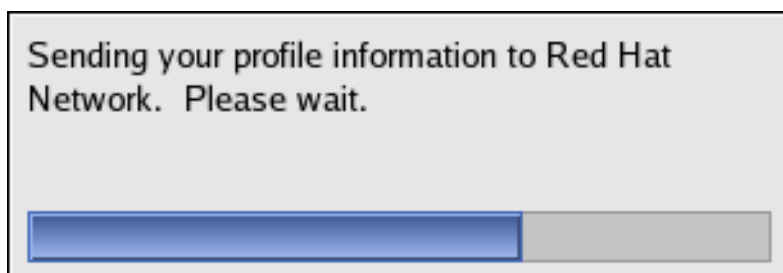 Sending your profile information to Red Hat
Network.  Please wait.